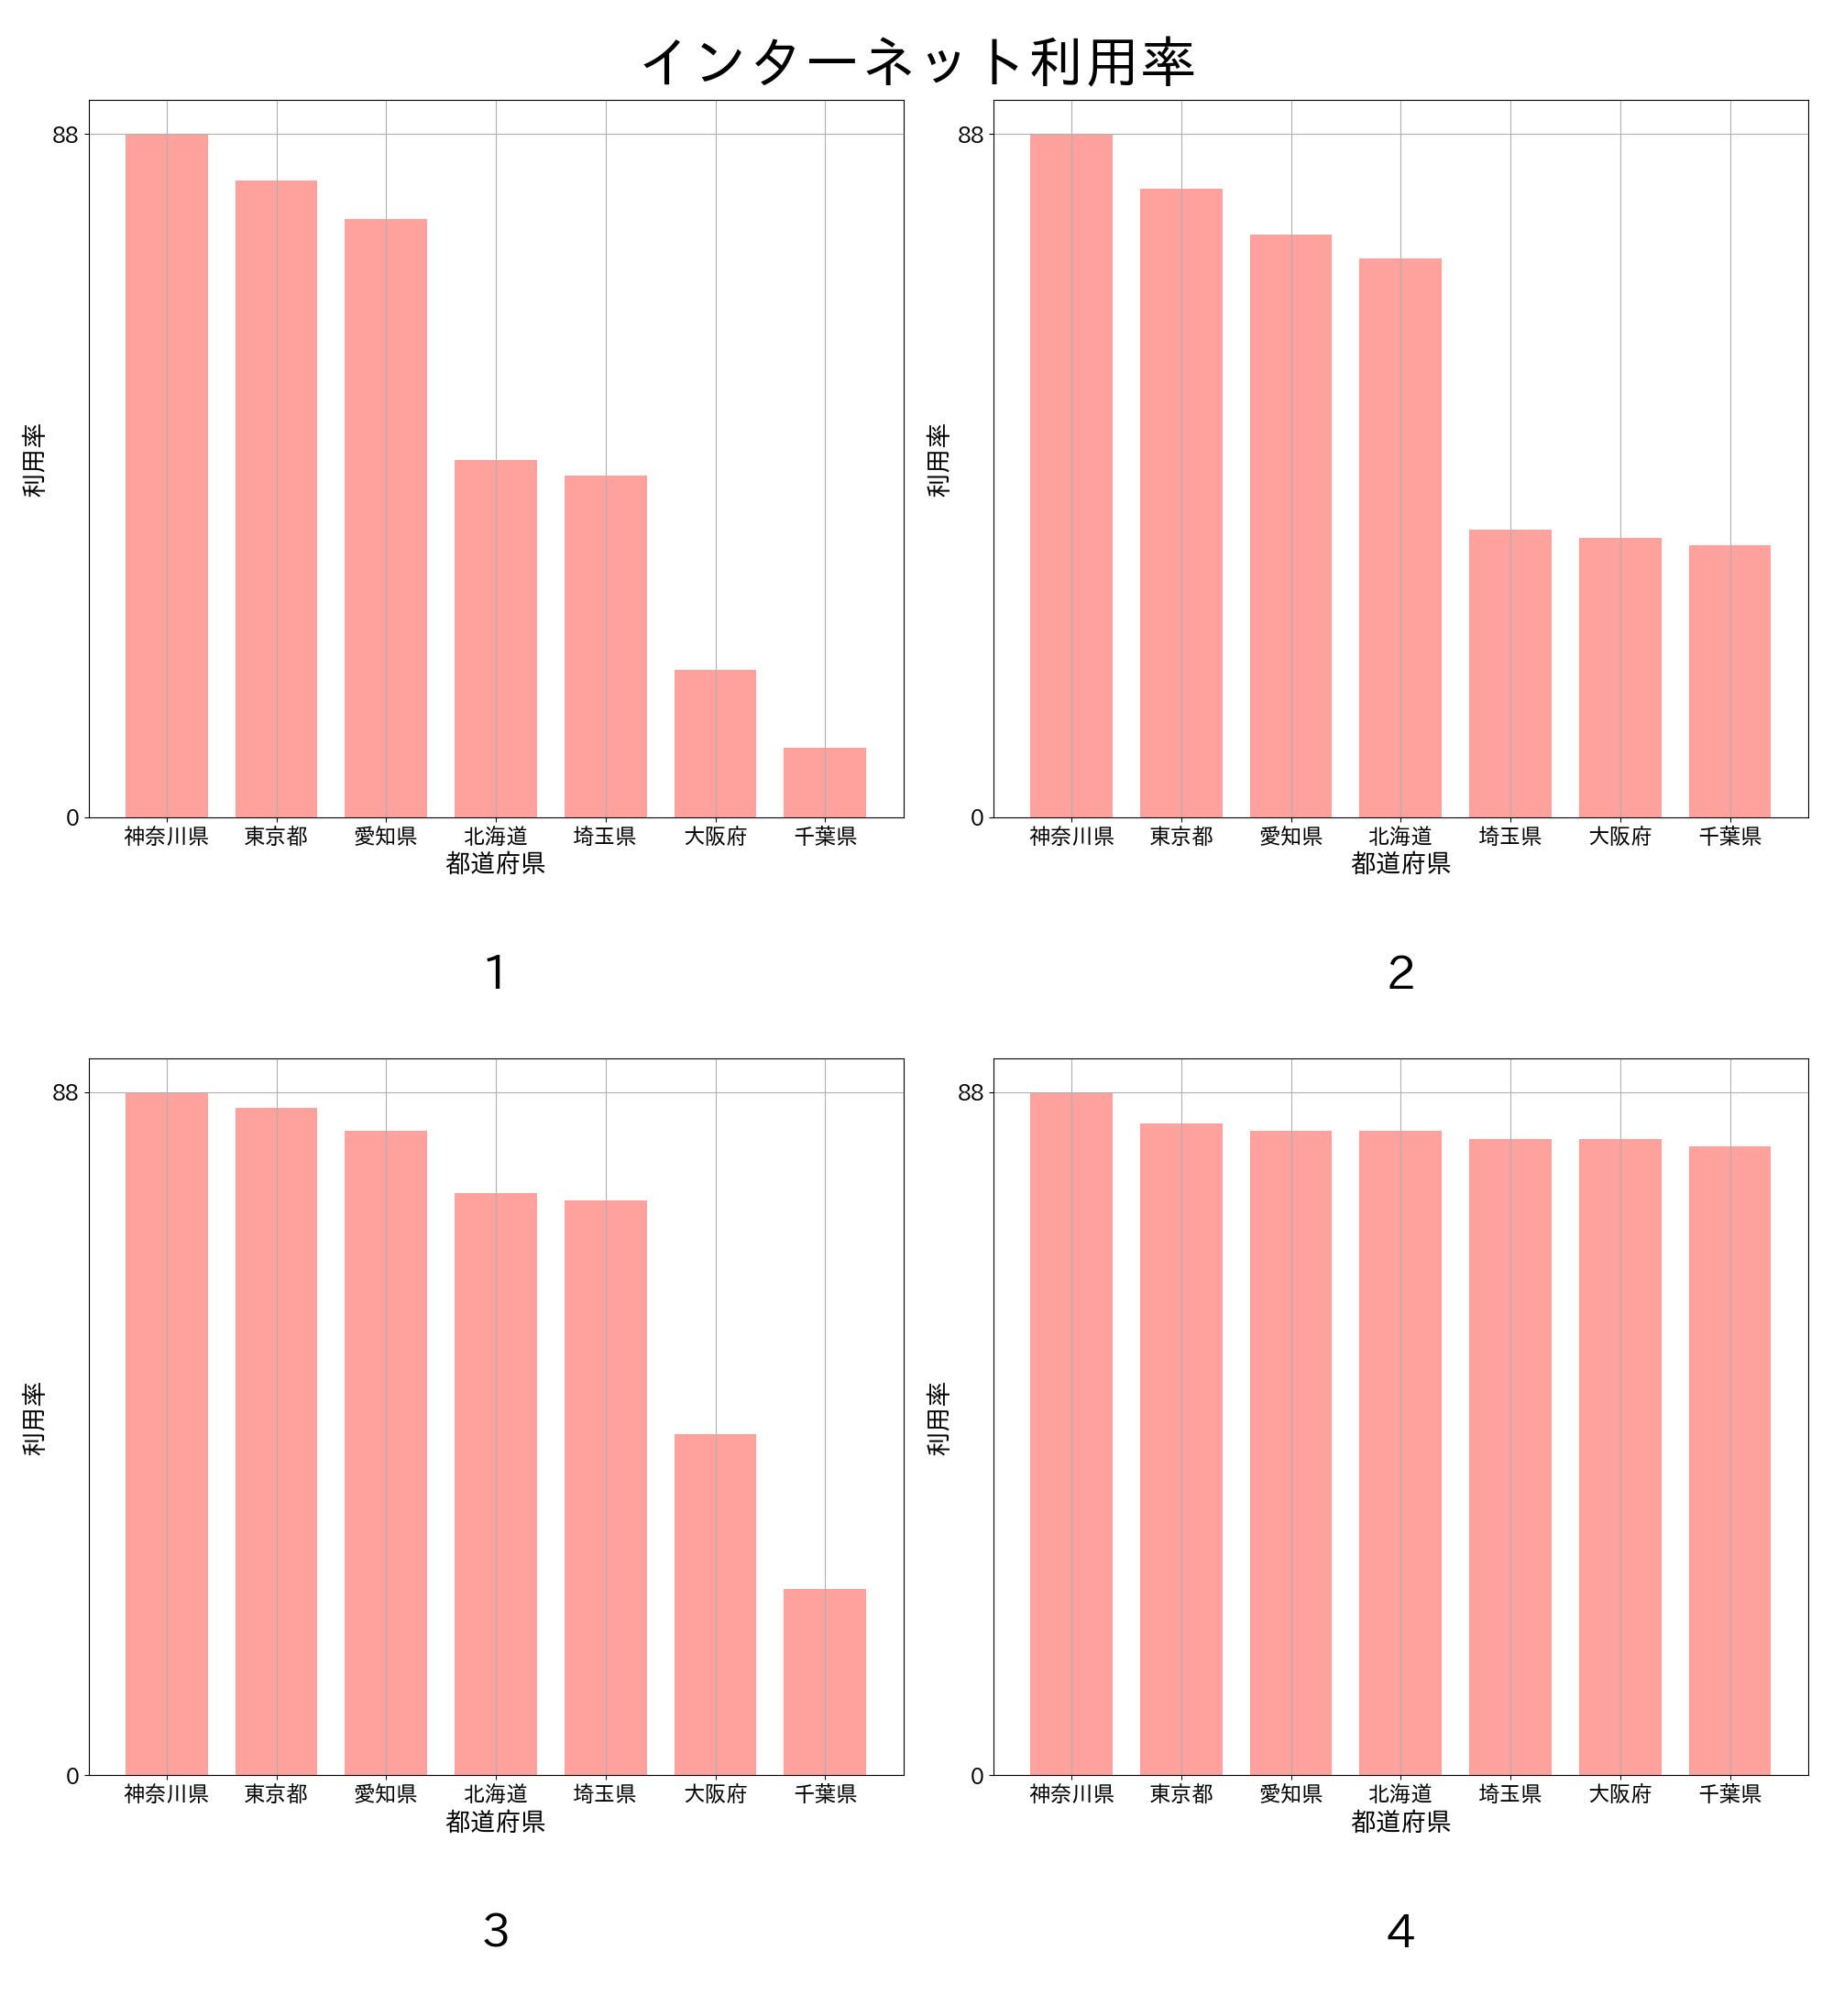 インターネット利用率
88
0
利用率
神奈川県 東京都 愛知県 北海道 埼玉県 大阪府 千葉県
都道府県
1
88
0
利用率
神奈川県 東京都 愛知県 北海道 埼玉県 大阪府 千葉県
都道府県
2
88
0
利用率
神奈川県 東京都 愛知県 北海道 埼玉県 大阪府 千葉県
都道府県
3
88
0
利用率
神奈川県 東京都 愛知県 北海道 埼玉県 大阪府 千葉県
都道府県
4